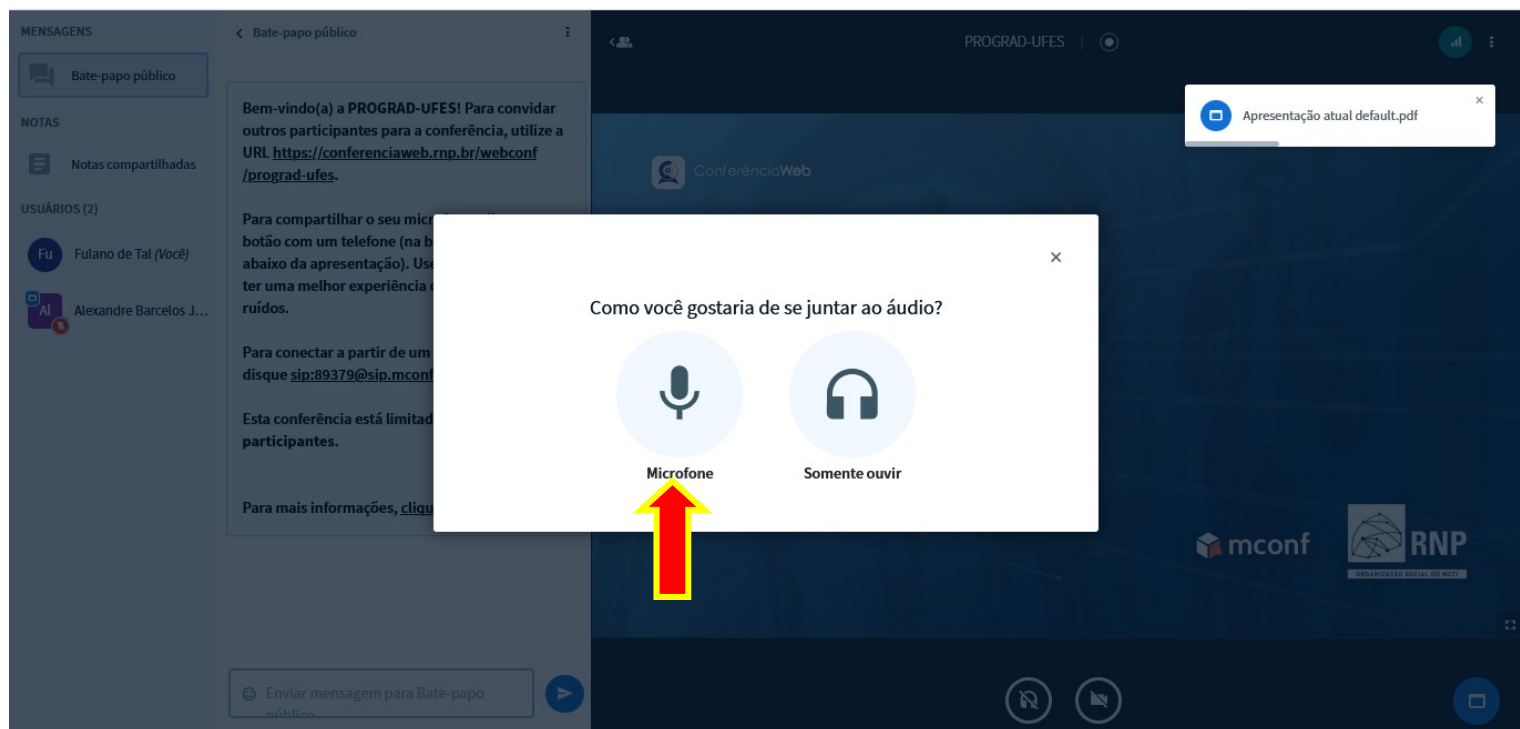 MENSAGENS
Bate-papo público
NOTAS
Notas compartilhadas
USUÁRIOS (2)
Fu
Fulano de Tal (Você)
Al
Alexandre Barcelos J...
Bate-papo público
Bem-vindo(a) a PROGRAD-UFES! Para convidar
outros participantes para a conferência, utilize a
URL https://conferenciaweb.rnp.br/webconf
/prograd-ufes.
Para compartilhar o seu micr
botão com um telefone (na b
abaixo da apresentação). Use
ter uma melhor experiência
ruídos.
Para conectar a partir de um
disque sip:89379@sip.mconf
Esta conferência está limitad
participantes.
Para mais informações, cliqu
Enviar mensagem para Bate-papo
público
PROGRAD-UFES
Apresentação atual default.pdf
ConferênciaWeb
Como você gostaria de se juntar ao áudio?
Microfone
Somente ouvir
mconf
RNP
ORGANIZAÇÃO SOCIAL DO MCTI